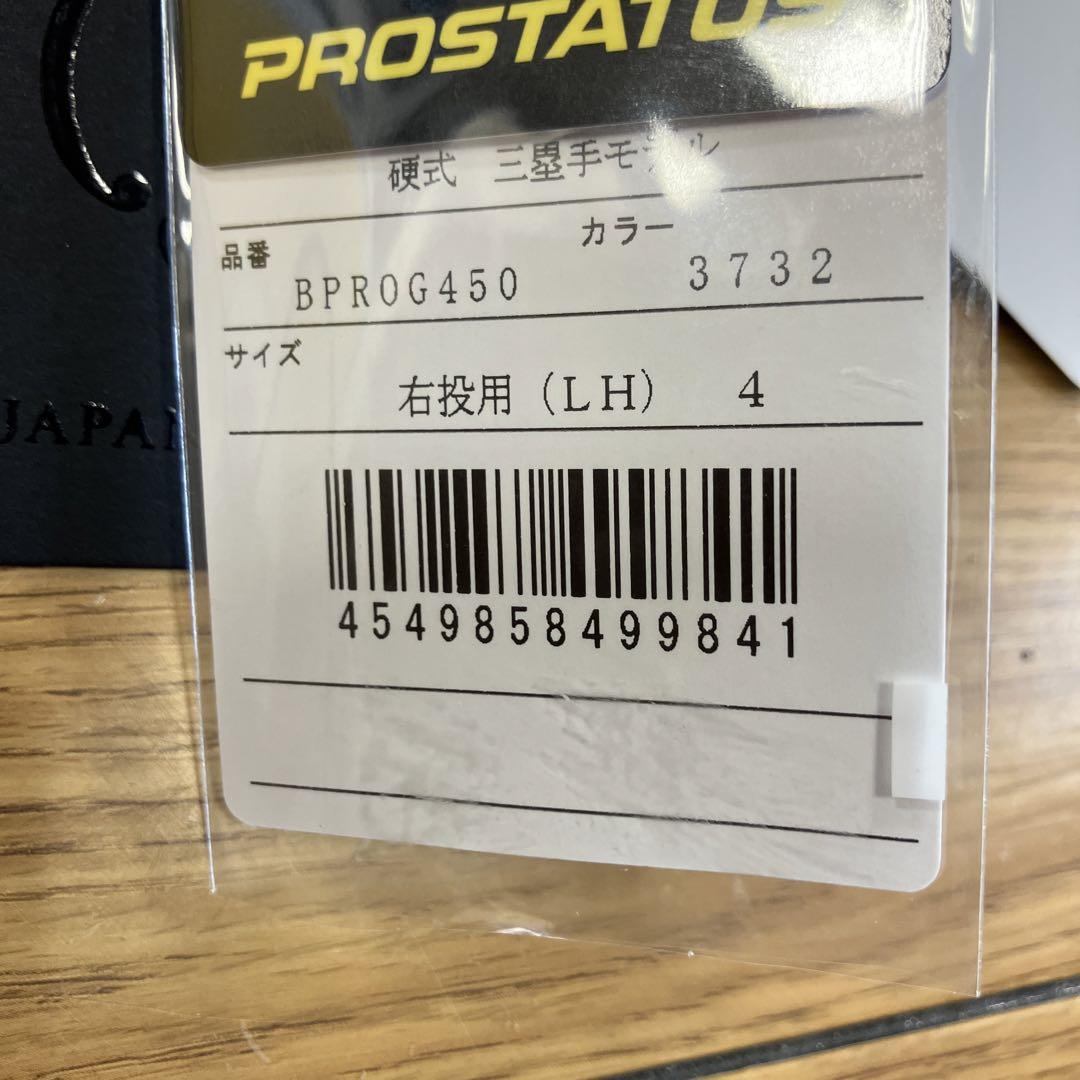 PROSTATUS
硬式 三塁手モデル
品番
カラー
BPROG450 3732
サイズ
右投用(LH) 4
4549858499841
JAPAN